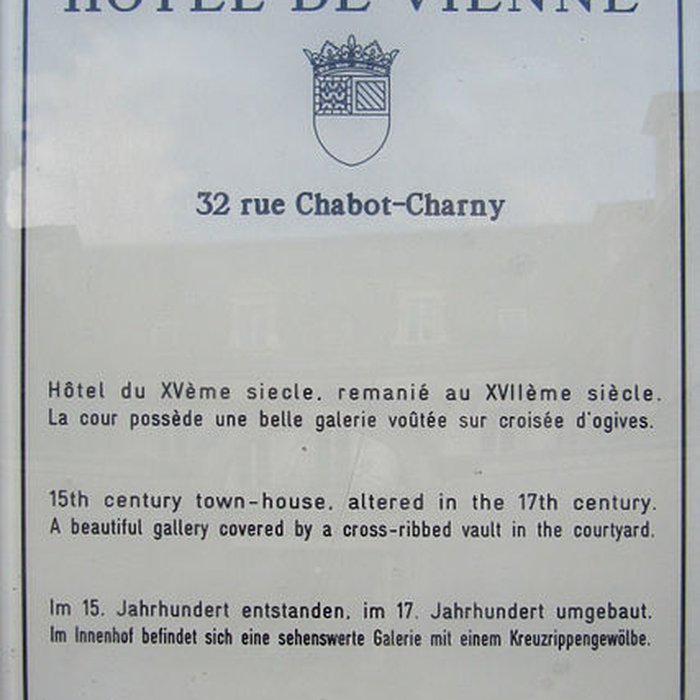 HÔTEL DE VIENNE
32 rue Chabot-Charny
Hôtel du XVème siecle, remanié au XVIIème siècle.
La cour possède une belle galerie voûtée sur croisée d'ogives.
15th century town-house, altered in the 17th century.
A beautiful gallery covered by a cross-ribbed vault in the courtyard.
Im 15. Jahrhundert entstanden, im 17. Jahrhundert umgebaut.
Im Innenhof befindet sich eine sehenswerte Galerie mit einem Kreuzrippengewölbe.